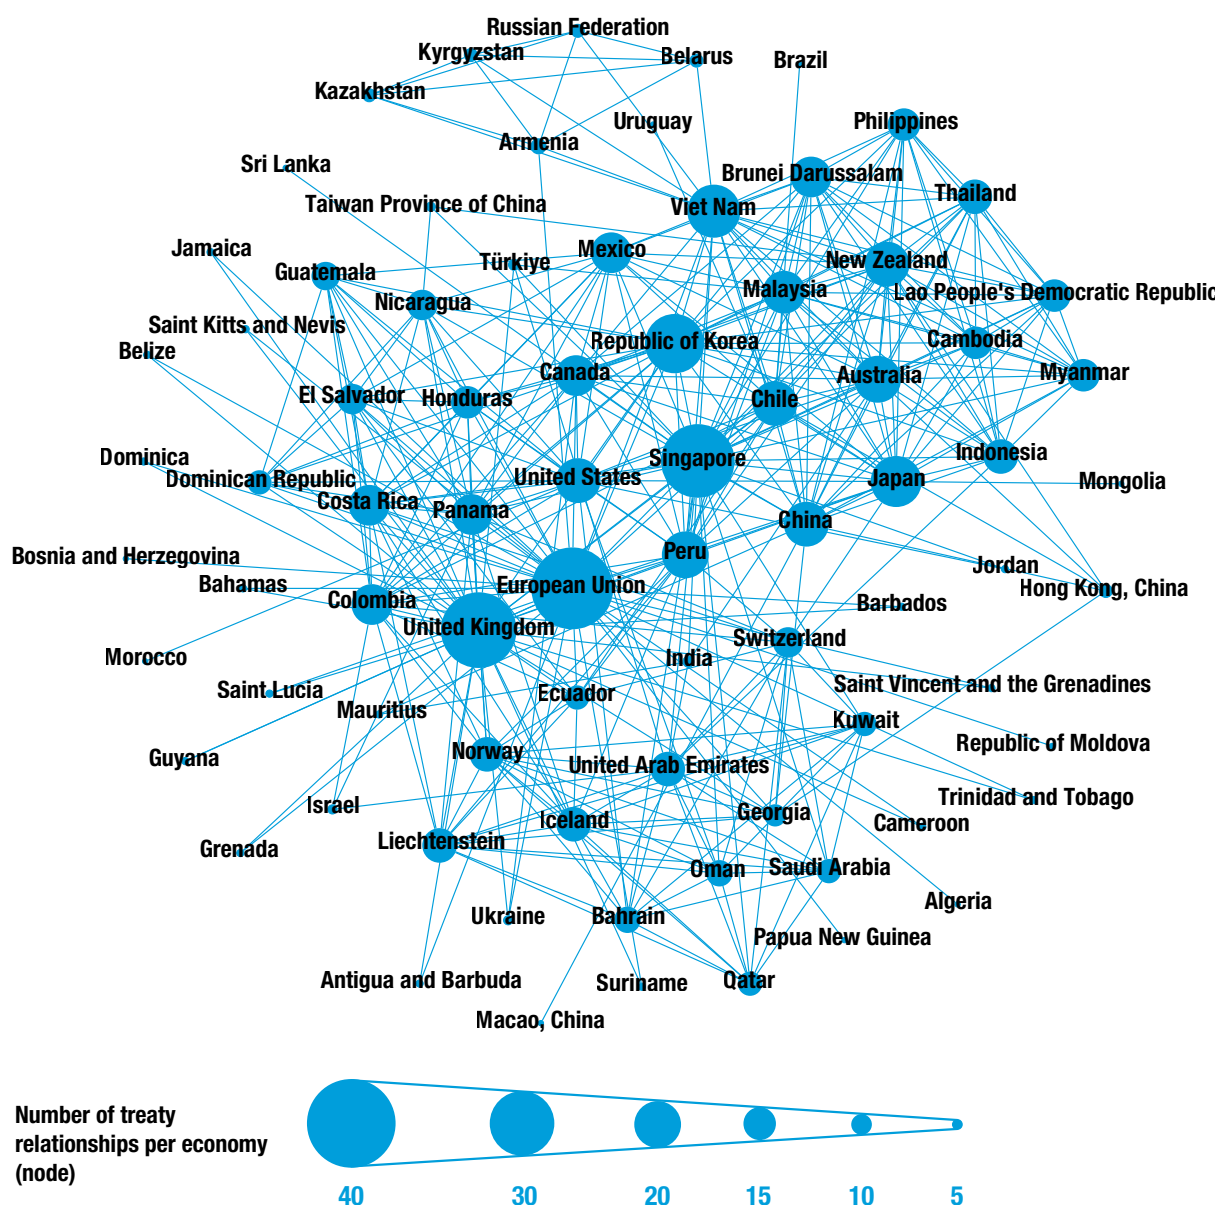 Russian Federation
Kyrgyzstan
Belarus
Brazil
Kazakhstan
Uruguay
Philippines
Armenia
Sri Lanka
Brunei Darussalam
Thailand
Taiwan Province of China
Viet Nam
Jamaica
Mexico
Guatemala
Türkiye
New Zealand
Malaysia
Lao People's Democratic Republic
Nicaragua
Saint Kitts and Nevis
Republic of Korea
Cambodia
Belize
Canada
Australia
Myanmar
El Salvador
Honduras
Chile
Dominica
Singapore
Indonesia
Dominican Republic
United States
Japan
Mongolia
Costa Rica
Panama
China
Bosnia and Herzegovina
Peru
Jordan
Bahamas
European Union
Hong Kong, China
Colombia
Barbados
United Kingdom
Switzerland
Morocco
India
Saint Lucia
Ecuador
Saint Vincent and the Grenadines
Mauritius
Kuwait
Guyana
Norway
Republic of Moldova
United Arab Emirates
Israel
Trinidad and Tobago
Iceland
Georgia
Cameroon
Grenada
Liechtenstein
Oman
Saudi Arabia
Algeria
Ukraine
Bahrain
Papua New Guinea
Antigua and Barbuda
Suriname
Qatar
Macao, China
Number of treaty
relationships per economy
(node)
40
30
20
15
10
5